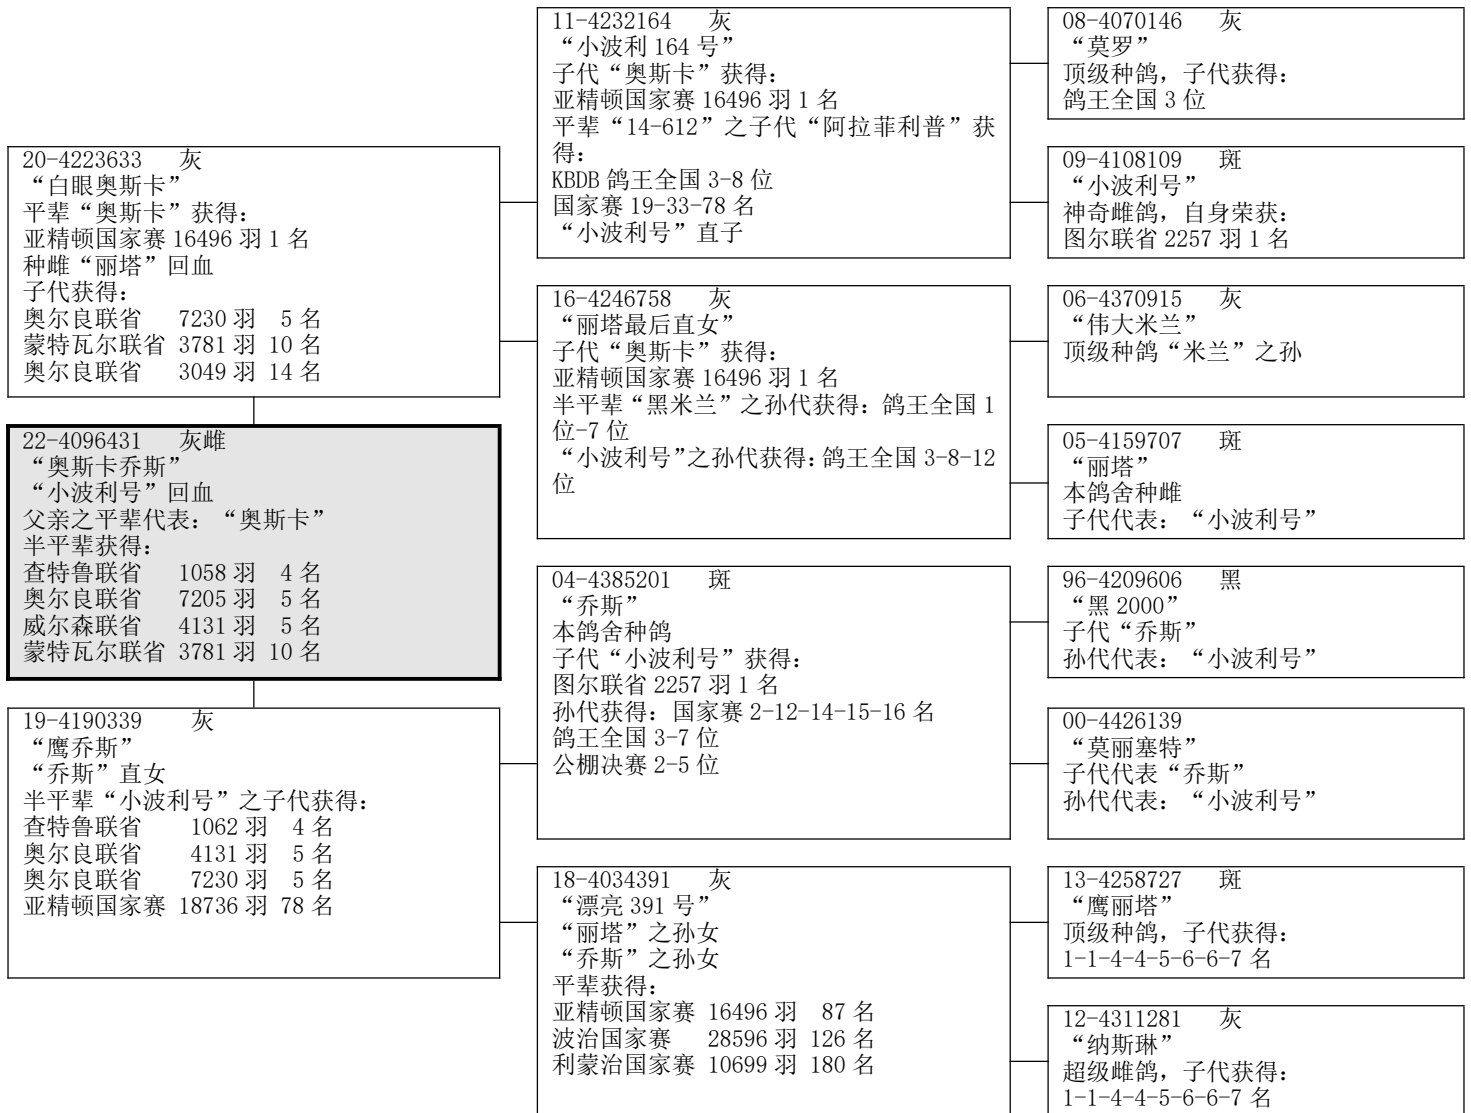 20-4223633 灰
“白眼奥斯卡”
平辈“奥斯卡”获得：
亚精顿国家赛 16496 羽 1 名
种雌“丽塔”回血
子代获得：
奥尔良联省 7230 羽 5 名
蒙特瓦尔联省 3781 羽 10 名
奥尔良联省 3049 羽 14 名
22-4096431 灰雌
“奥斯卡乔斯”
“小波利号”回血
父亲之平辈代表：“奥斯卡”
半平辈获得：
查特鲁联省 1058 羽 4 名
奥尔良联省 7205 羽 5 名
威尔森联省 4131 羽 5 名
蒙特瓦尔联省 3781 羽 10 名
19-4190339 灰
“鹰乔斯”
“乔斯”直女
半平辈“小波利号”之子代获得：
查特鲁联省 1062 羽 4 名
奥尔良联省 4131 羽 5 名
奥尔良联省 7230 羽 5 名
亚精顿国家赛 18736 羽 78 名
11-4232164 灰
“小波利 164 号”
子代“奥斯卡”获得：
亚精顿国家赛 16496 羽 1 名
平辈“14-612”之子代“阿拉菲利普”获
得：
KBDB 鸽王全国 3-8 位
国家赛 19-33-78 名
“小波利号”直子
16-4246758 灰
“丽塔最后直女”
子代“奥斯卡”获得：
亚精顿国家赛 16496 羽 1 名
半平辈“黑米兰”之孙代获得：鸽王全国 1
位-7 位
“小波利号”之孙代获得：鸽王全国 3-8-12
位
04-4385201 斑
“乔斯”
本鸽舍种鸽
子代“小波利号”获得：
图尔联省 2257 羽 1 名
孙代获得：国家赛 2-12-14-15-16 名
鸽王全国 3-7 位
公棚决赛 2-5 位
18-4034391 灰
“漂亮 391 号”
“丽塔”之孙女
“乔斯”之孙女
平辈获得：
亚精顿国家赛 16496 羽 87 名
波治国家赛 28596 羽 126 名
利蒙治国家赛 10699 羽 180 名
08-4070146 灰
“莫罗”
顶级种鸽，子代获得：
鸽王全国 3 位
09-4108109 斑
“小波利号”
神奇雌鸽，自身荣获：
图尔联省 2257 羽 1 名
06-4370915 灰
“伟大米兰”
顶级种鸽“米兰”之孙
05-4159707 斑
“丽塔”
本鸽舍种雌
子代代表：“小波利号”
96-4209606 黑
“黑 2000”
子代“乔斯”
孙代代表：“小波利号”
00-4426139
“莫丽塞特”
子代代表“乔斯”
孙代代表：“小波利号”
13-4258727 斑
“鹰丽塔”
顶级种鸽，子代获得：
1-1-4-4-5-6-6-7 名
12-4311281 灰
“纳斯琳”
超级雌鸽，子代获得：
1-1-4-4-5-6-6-7 名